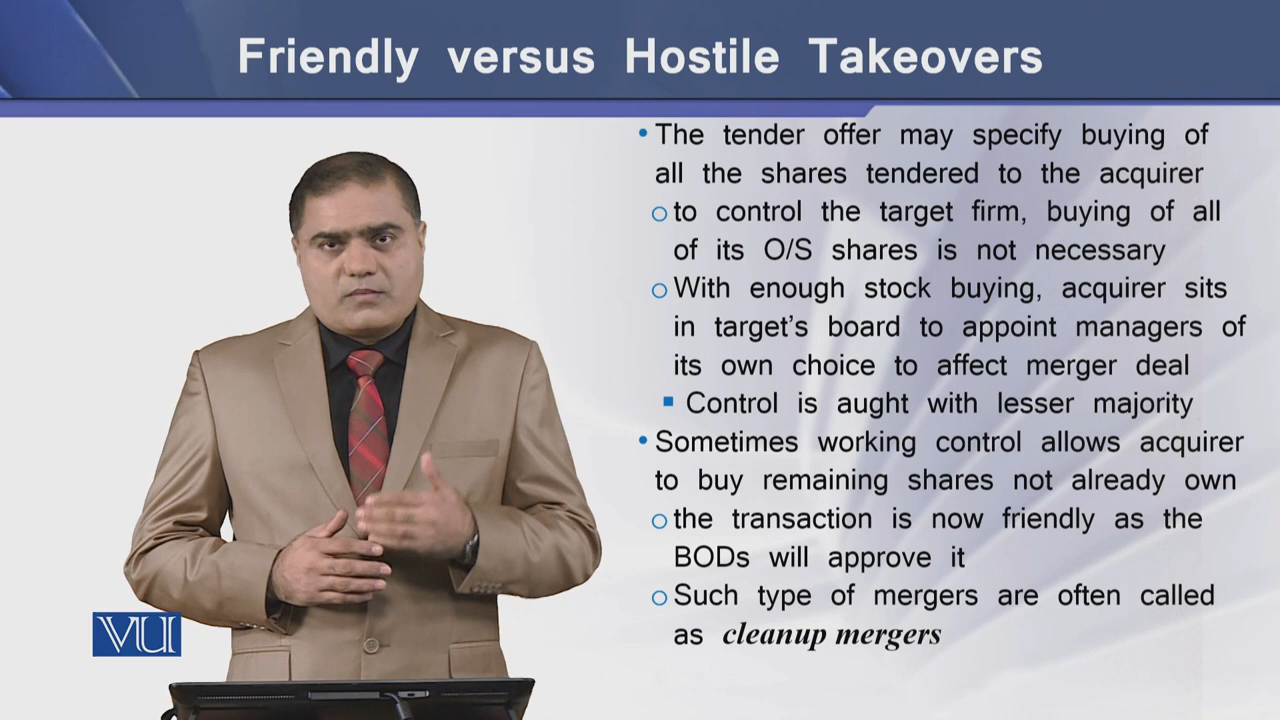 Friendly versus Hostile Takeovers
• The tender offer may specify buying of
all the shares tendered to the acquirer
o to control the target firm, buying of all
of its O/S shares is not necessary
o With enough stock buying, acquirer sits
in target's board to appoint managers of
its own choice to affect merger deal
▪ Control is aught with lesser majority
• Sometimes working control allows acquirer
to buy remaining shares not already own
o the transaction is now friendly as the
BODs will approve it
o Such type of mergers are often called
as cleanup mergers
VU